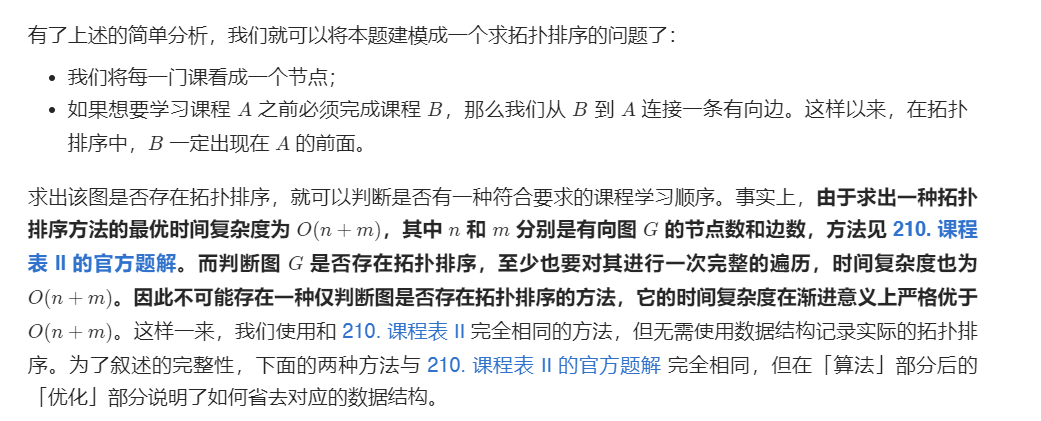 有了上述的简单分析，我们就可以将本题建模成一个求拓扑排序的问题了：
• 我们将每一门课看成一个节点；
• 如果想要学习课程 A 之前必须完成课程 B，那么我们从 B 到 A 连接一条有向边。这样以来，在拓扑
排序中，B 一定出现在 A 的前面。
求出该图是否存在拓扑排序，就可以判断是否有一种符合要求的课程学习顺序。事实上，由于求出一种拓扑
排序方法的最优时间复杂度为 O(n + m)，其中 n 和 m 分别是有向图 G 的节点数和边数，方法见 210. 课程
表 II 的官方题解。而判断图 G 是否存在拓扑排序，至少也要对其进行一次完整的遍历，时间复杂度也为
O(n + m)。因此不可能存在一种仅判断图是否存在拓扑排序的方法，它的时间复杂度在渐进意义上严格优于
O(n + m)。这样一来，我们使用和 210. 课程表 II 完全相同的方法，但无需使用数据结构记录实际的拓扑排
序。为了叙述的完整性，下面的两种方法与 210. 课程表 II 的官方题解 完全相同，但在「算法」部分后的
「优化」部分说明了如何省去对应的数据结构。